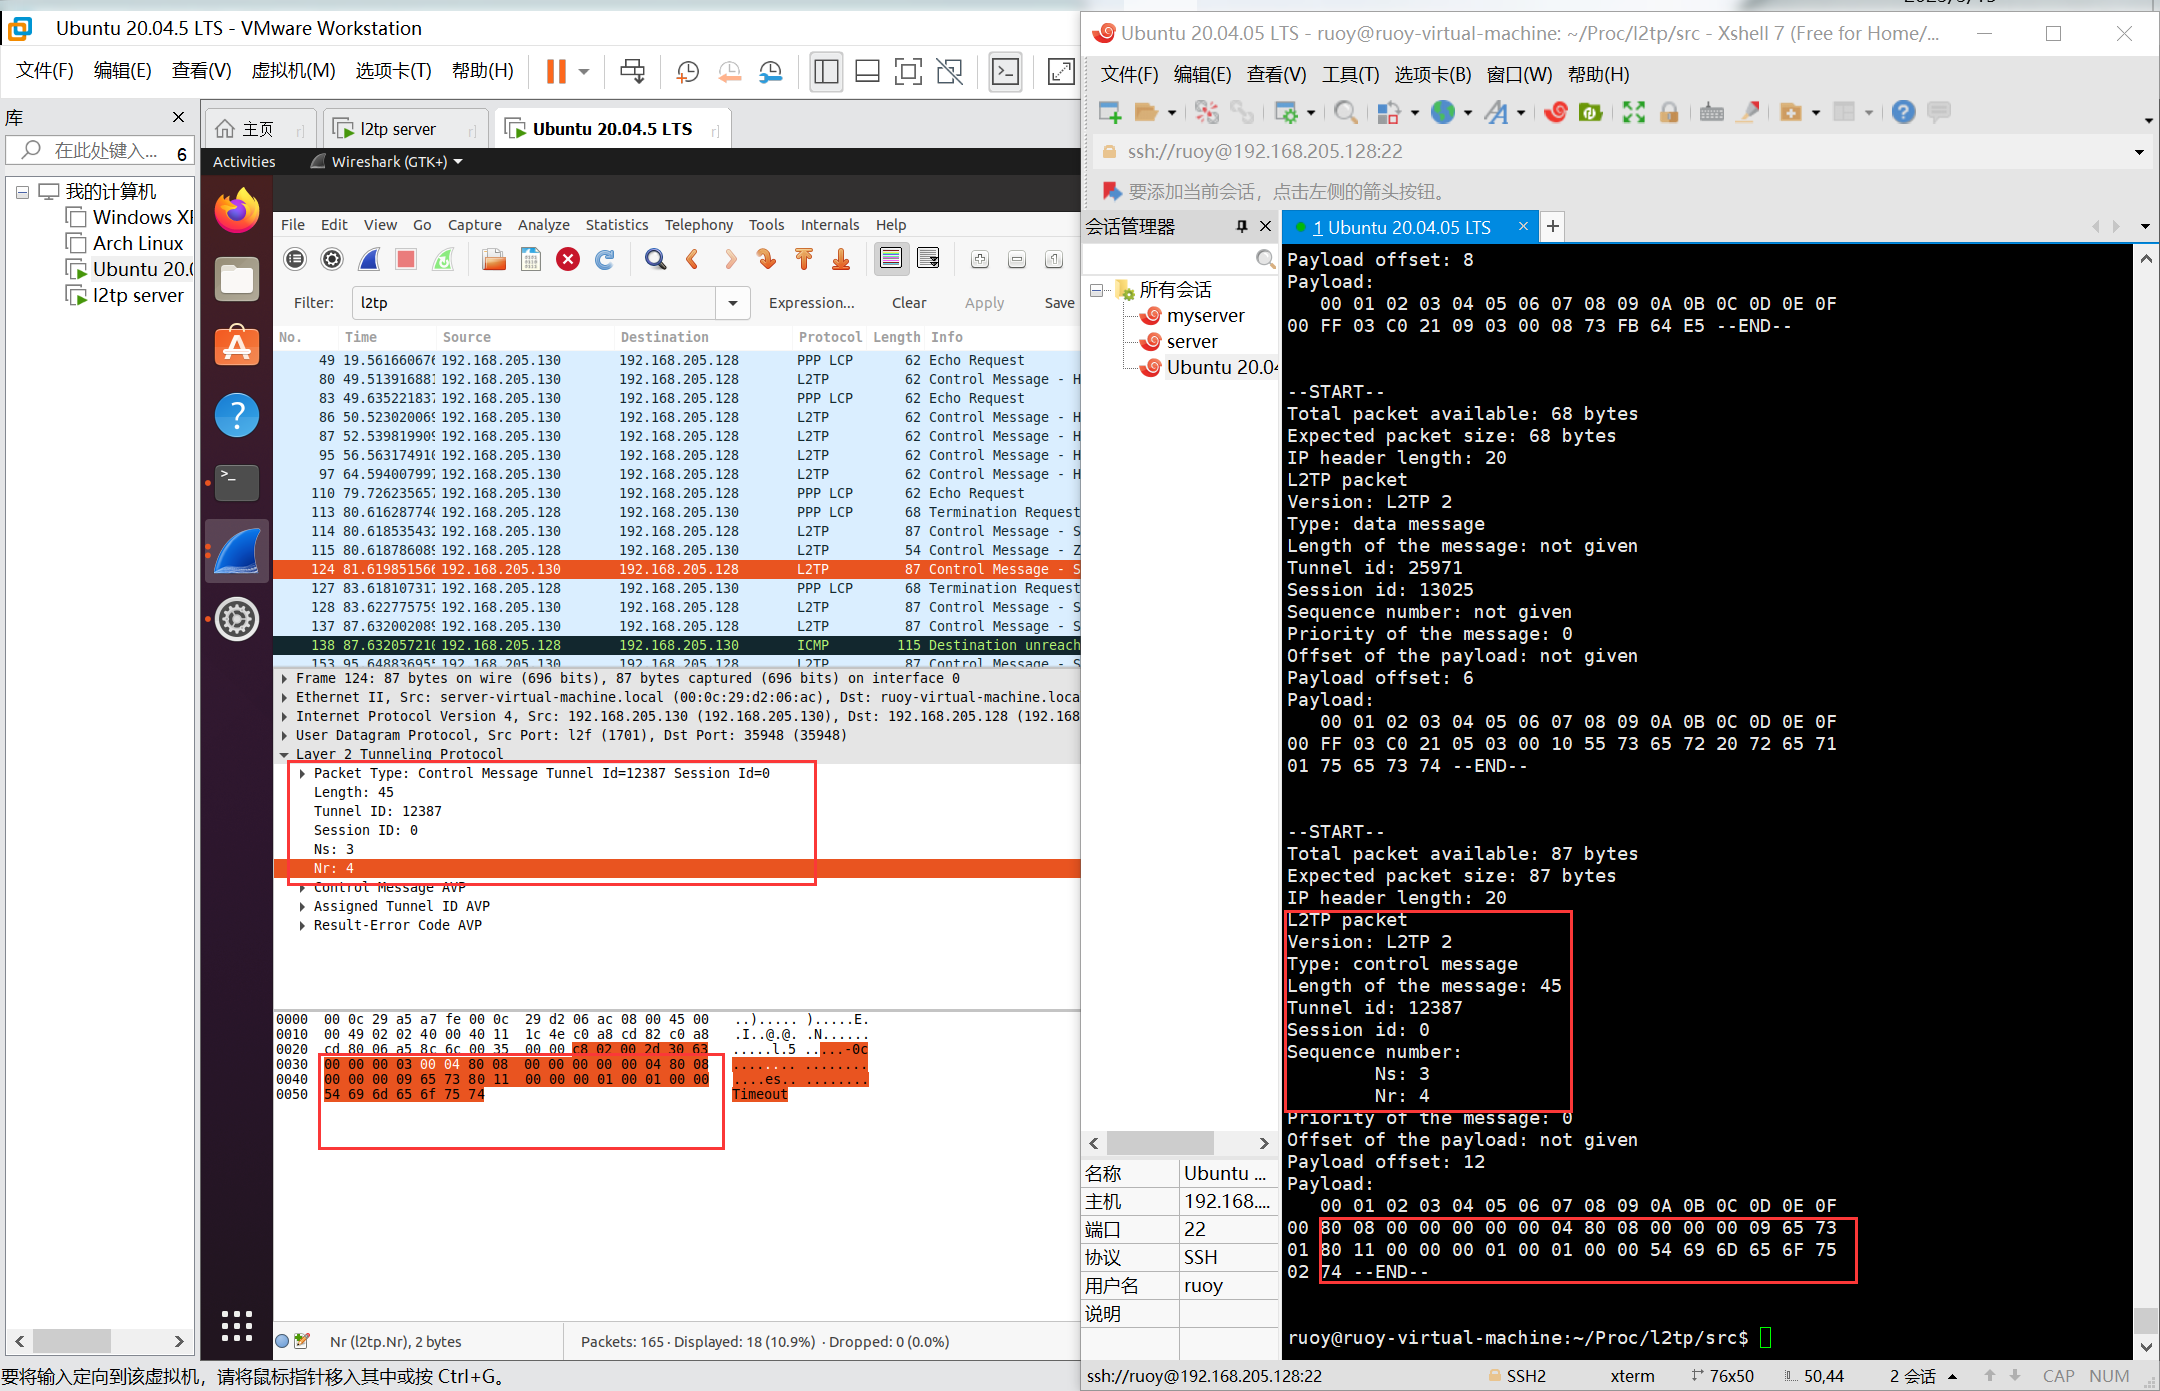 Ubuntu 20.04.5 LTS - VMware Workstation
文件(F) 编辑(E) 查看(V) 虚拟机(M) 选项卡(T) 帮助(H)
库
在此处键入... 6
我的计算机
Windows XP
Arch Linux
Ubuntu 20.0
l2tp server
主页
l2tp server
Ubuntu 20.04.5 LTS
Activities
Wireshark (GTK+)
File Edit View Go Capture Analyze Statistics Telephony Tools Internals Help
Filter: l2tp Expression... Clear Apply Save
No. Time Source Destination Protocol Length Info
49 19.561660676 192.168.205.130 192.168.205.128 PPP LCP 62 Echo Request
80 49.513916881 192.168.205.130 192.168.205.128 L2TP 62 Control Message - H
83 49.635221837 192.168.205.130 192.168.205.128 PPP LCP 62 Echo Request
86 50.523020069 192.168.205.130 192.168.205.128 L2TP 62 Control Message - H
87 52.539819909 192.168.205.130 192.168.205.128 L2TP 62 Control Message - H
95 56.563174910 192.168.205.130 192.168.205.128 L2TP 62 Control Message - H
97 64.594007997 192.168.205.130 192.168.205.128 L2TP 62 Control Message - H
110 79.726235657 192.168.205.130 192.168.205.128 PPP LCP 62 Echo Request
113 80.616287740 192.168.205.130 192.168.205.128 PPP LCP 68 Termination Request
114 80.618535432 192.168.205.130 192.168.205.128 L2TP 87 Control Message - S
115 80.618786089 192.168.205.128 192.168.205.130 L2TP 54 Control Message - Z
124 81.619851566 192.168.205.130 192.168.205.128 L2TP 87 Control Message - S
127 83.618107317 192.168.205.128 192.168.205.130 PPP LCP 68 Termination Request
128 83.622775759 192.168.205.130 192.168.205.128 L2TP 87 Control Message - S
137 87.632002089 192.168.205.130 192.168.205.128 L2TP 87 Control Message - S
138 87.632057210 192.168.205.128 192.168.205.130 ICMP 115 Destination unreach
153 95.648836955 192.168.205.130 192.168.205.128 L2TP 87 Control Message - S
Frame 124: 87 bytes on wire (696 bits), 87 bytes captured (696 bits) on interface 0
Ethernet II, Src: server-virtual-machine.local (00:0c:29:d2:06:ac), Dst: ruoy-virtual-machine.loca
Internet Protocol Version 4, Src: 192.168.205.130 (192.168.205.130), Dst: 192.168.205.128 (192.168
User Datagram Protocol, Src Port: l2f (1701), Dst Port: 35948 (35948)
Layer 2 Tunneling Protocol
Packet Type: Control Message Tunnel Id=12387 Session Id=0
Length: 45
Tunnel ID: 12387
Session ID: 0
Ns: 3
Nr: 4
Control Message AVP
Assigned Tunnel ID AVP
Result-Error Code AVP
0000 00 0c 29 a5 a7 fe 00 0c 29 d2 06 ac 08 00 45 00 ..)..... ).....E.
0010 00 49 02 02 40 00 40 11 1c 4e c0 a8 cd 82 c0 a8 .I..@.@. .N......
0020 cd 80 06 a5 8c 6c 00 35 00 00 c8 02 00 2d 30 63 .....l.5 .....-0c
0030 00 00 00 03 00 04 80 08 00 00 00 00 00 04 80 08 ........ ........
0040 00 00 00 09 65 73 80 11 00 00 00 01 00 01 00 00 ....es.. ........
0050 54 69 6d 65 6f 75 74 Timeout
Nr (l2tp.Nr), 2 bytes
Packets: 165 · Displayed: 18 (10.9%) · Dropped: 0 (0.0%)
要将输入定向到该虚拟机，请将鼠标指针移入其中或按 Ctrl+G。
Ubuntu 20.04.05 LTS - ruoy@ruoy-virtual-machine: ~/Proc/l2tp/src - Xshell 7 (Free for Home/...
文件(F) 编辑(E) 查看(V) 工具(T) 选项卡(B) 窗口(W) 帮助(H)
ssh://ruoy@192.168.205.128:22
要添加当前会话，点击左侧的箭头按钮。
会话管理器
1 Ubuntu 20.04.05 LTS
所有会话
myserver
server
Ubuntu 20.04
名称 Ubuntu ...
主机 192.168....
端口 22
协议 SSH
用户名 ruoy
说明
Payload offset: 8
Payload:
00 01 02 03 04 05 06 07 08 09 0A 0B 0C 0D 0E 0F
00 FF 03 C0 21 09 03 00 08 73 FB 64 E5 --END--
--START--
Total packet available: 68 bytes
Expected packet size: 68 bytes
IP header length: 20
L2TP packet
Version: L2TP 2
Type: data message
Length of the message: not given
Tunnel id: 25971
Session id: 13025
Sequence number: not given
Priority of the message: 0
Offset of the payload: not given
Payload offset: 6
Payload:
00 01 02 03 04 05 06 07 08 09 0A 0B 0C 0D 0E 0F
00 FF 03 C0 21 05 03 00 10 55 73 65 72 20 72 65 71
01 75 65 73 74 --END--
--START--
Total packet available: 87 bytes
Expected packet size: 87 bytes
IP header length: 20
L2TP packet
Version: L2TP 2
Type: control message
Length of the message: 45
Tunnel id: 12387
Session id: 0
Sequence number:
Ns: 3
Nr: 4
Priority of the message: 0
Offset of the payload: not given
Payload offset: 12
Payload:
00 01 02 03 04 05 06 07 08 09 0A 0B 0C 0D 0E 0F
00 80 08 00 00 00 00 00 04 80 08 00 00 00 09 65 73
01 80 11 00 00 00 01 00 01 00 00 54 69 6D 65 6F 75
02 74 --END--
ruoy@ruoy-virtual-machine:~/Proc/l2tp/src$
ssh://ruoy@192.168.205.128:22 SSH2 xterm 76x50 50,44 2 会话 CAP NUM